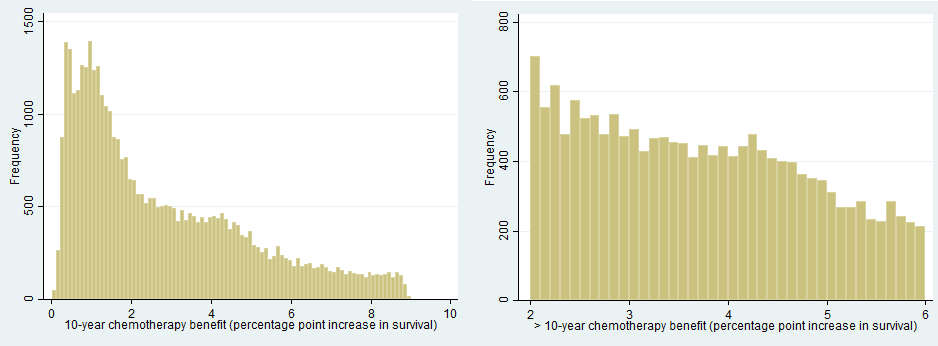 1500
1000
500
0
Frequency
0 2 4 6 8 10
10-year chemotherapy benefit (percentage point increase in survival)
800
600
400
200
0
Frequency
2 3 4 5 6
> 10-year chemotherapy benefit (percentage point increase in survival)